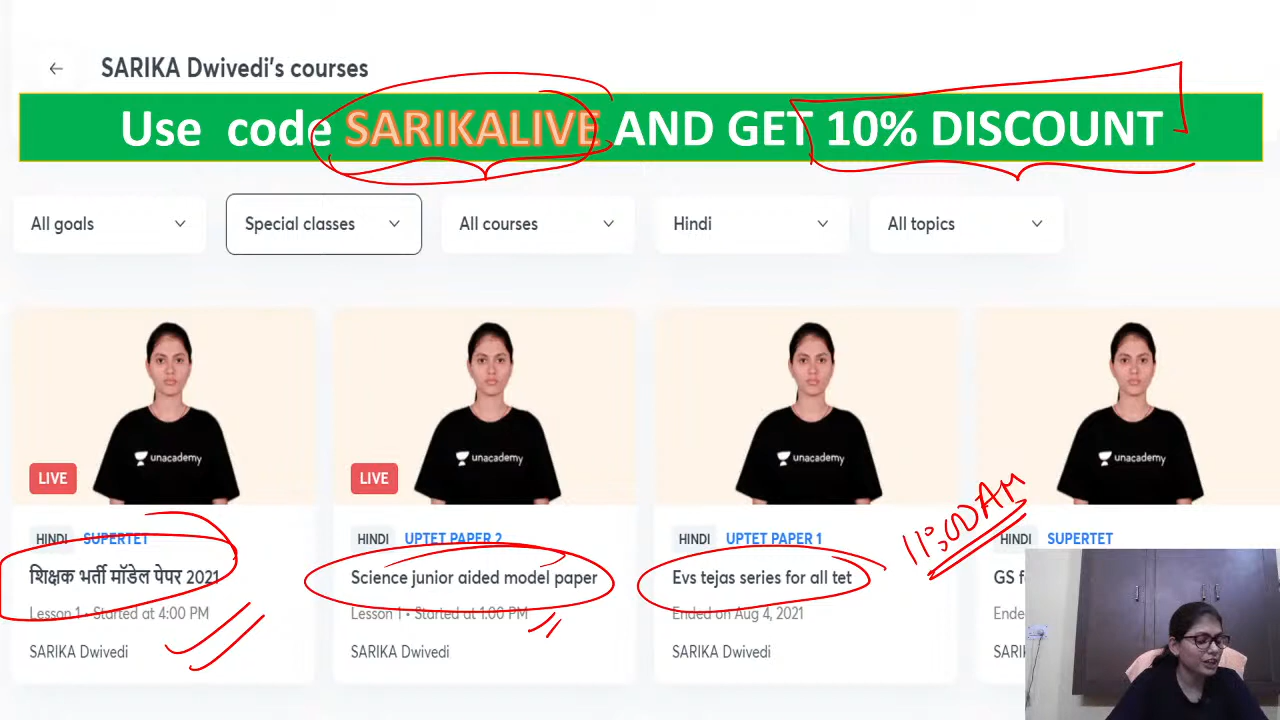 ← SARIKA Dwivedi's courses
Use code SARIKALIVE AND GET 10% DISCOUNT
All goals
Special classes
All courses
Hindi
All topics
unacademy
unacademy
unacademy
unacademy
LIVE
LIVE
11:00 AM
HINDI SUPERTET
HINDI UPTET PAPER 2
HINDI UPTET PAPER 1
HINDI SUPERTET
शिक्षक भर्ती मॉडेल पेपर 2021
Science junior aided model paper
Evs tejas series for all tet
GS
Lesson 1 • Started at 4:00 PM
Lesson 1 • Started at 1:00 PM
Ended on Aug 4, 2021
SARIKA Dwivedi
SARIKA Dwivedi
SARIKA Dwivedi